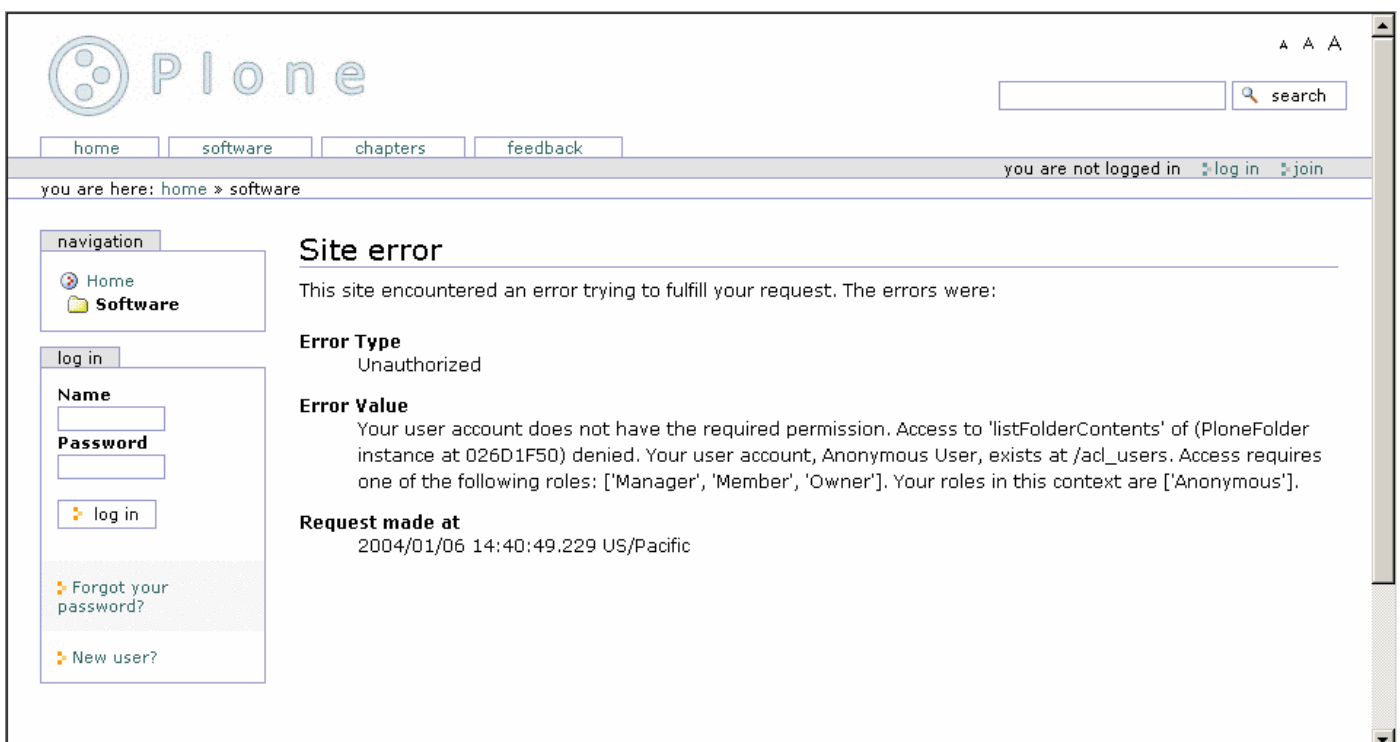 Plone
A A A
search
home software chapters feedback
you are not logged in log in join
you are here: home » software
navigation
Home
Software
log in
Name
Password
log in
Forgot your
password?
New user?
Site error
This site encountered an error trying to fulfill your request. The errors were:
Error Type
Unauthorized
Error Value
Your user account does not have the required permission. Access to 'listFolderContents' of (PloneFolder
instance at 026D1F50) denied. Your user account, Anonymous User, exists at /acl_users. Access requires
one of the following roles: ['Manager', 'Member', 'Owner']. Your roles in this context are ['Anonymous'].
Request made at
2004/01/06 14:40:49.229 US/Pacific